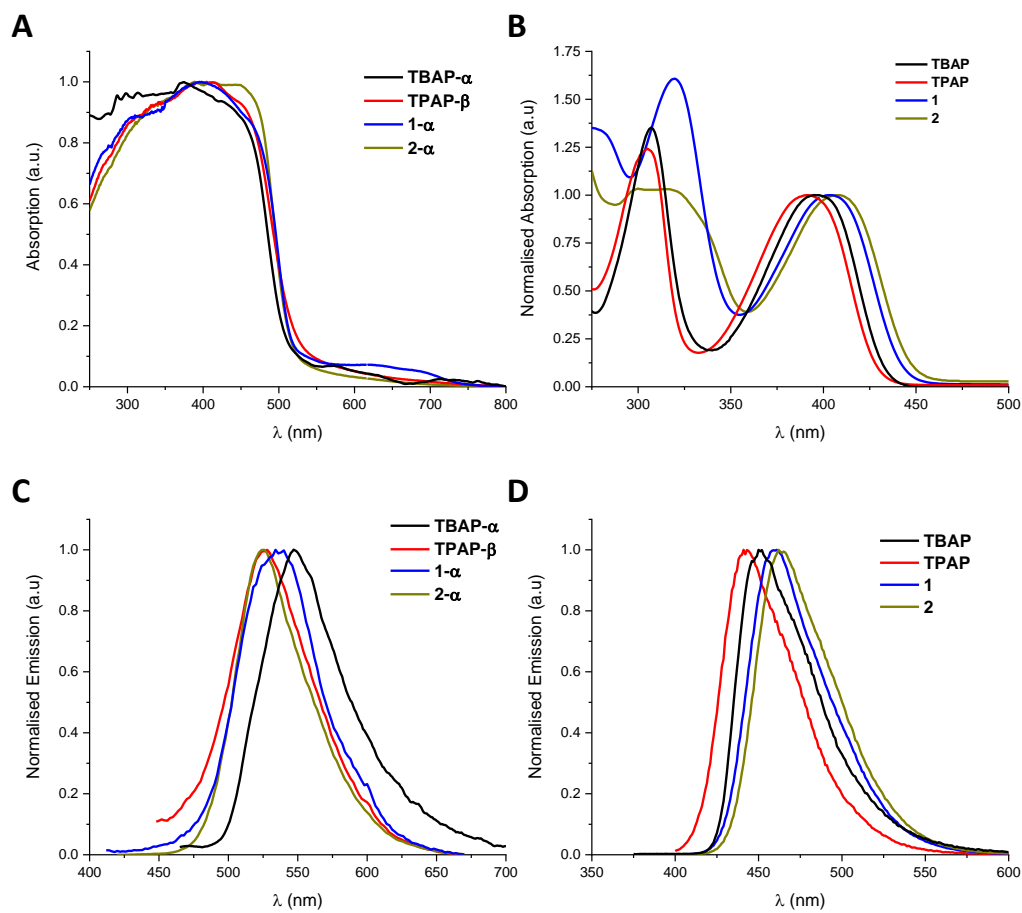 A
TBAP-α
TPAP-β
1-α
2-α
Absorption (a.u.)
1.0
0.8
0.6
0.4
0.2
0.0
300 400 500 600 700 800
λ (nm)
B
TBAP
TPAP
1
2
Normalised Absorption (a.u)
1.75
1.50
1.25
1.00
0.75
0.50
0.25
0.00
300 350 400 450 500
λ (nm)
C
TBAP-α
TPAP-β
1-α
2-α
Normalised Emission (a.u)
1.0
0.8
0.6
0.4
0.2
0.0
400 450 500 550 600 650 700
λ (nm)
D
TBAP
TPAP
1
2
Normalised Emission (a.u)
1.0
0.8
0.6
0.4
0.2
0.0
350 400 450 500 550 600
λ (nm)